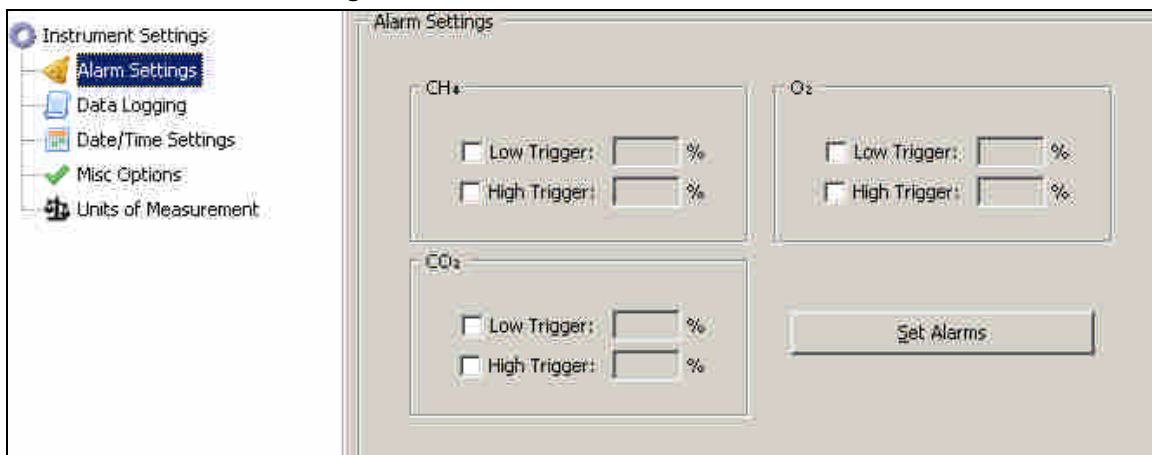 Instrument Settings
Alarm Settings
Data Logging
Date/Time Settings
Misc Options
Units of Measurement
Alarm Settings
CH₄
Low Trigger: %
High Trigger: %
O₂
Low Trigger: %
High Trigger: %
CO₂
Low Trigger: %
High Trigger: %
Set Alarms